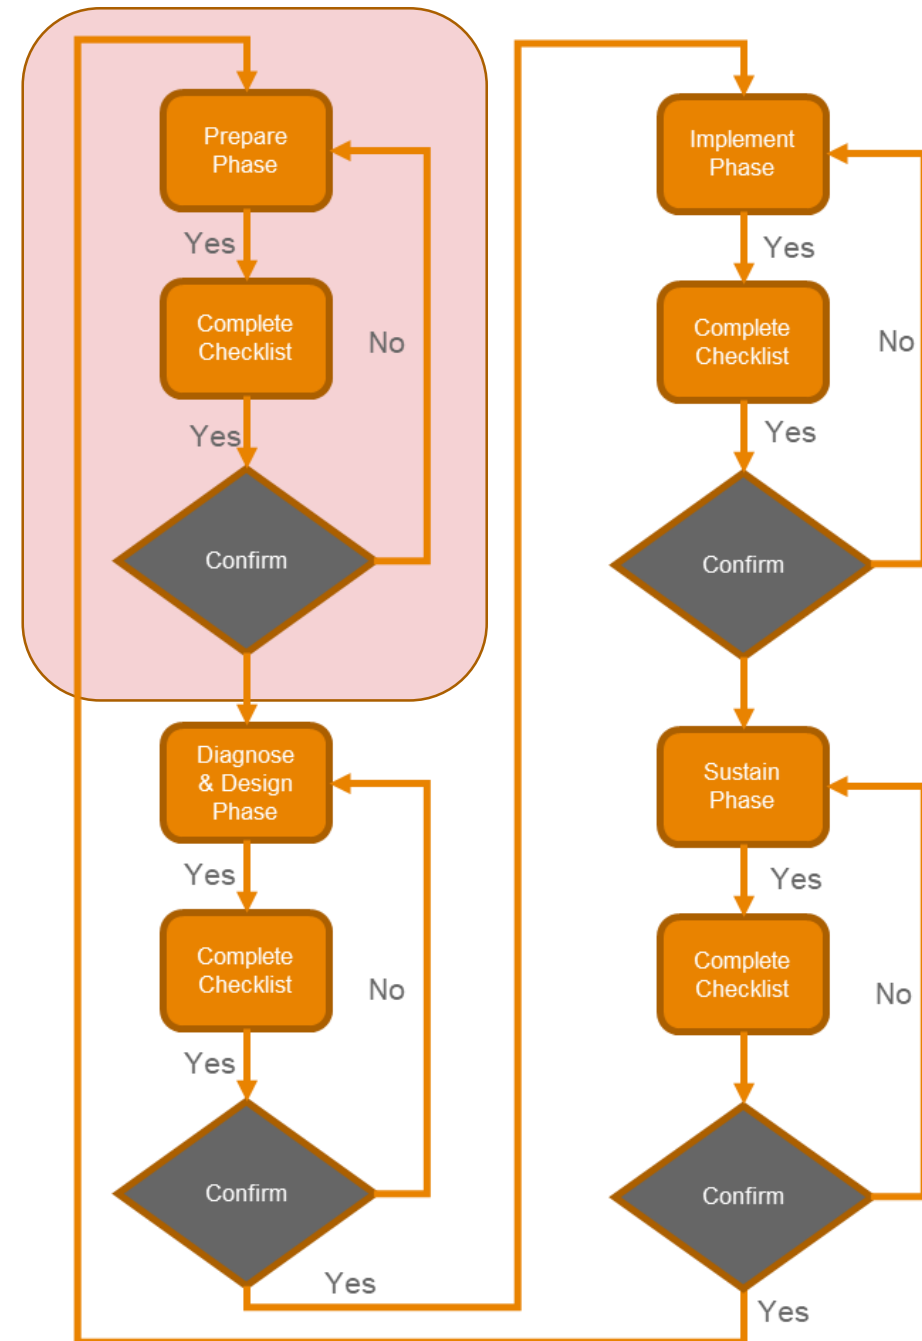 Prepare
Phase
Yes
Complete
Checklist
No
Yes
Confirm
Diagnose
& Design
Phase
Yes
Complete
Checklist
No
Yes
Confirm
Yes
Implement
Phase
Yes
Complete
Checklist
No
Yes
Confirm
Sustain
Phase
Yes
Complete
Checklist
No
Confirm
Yes